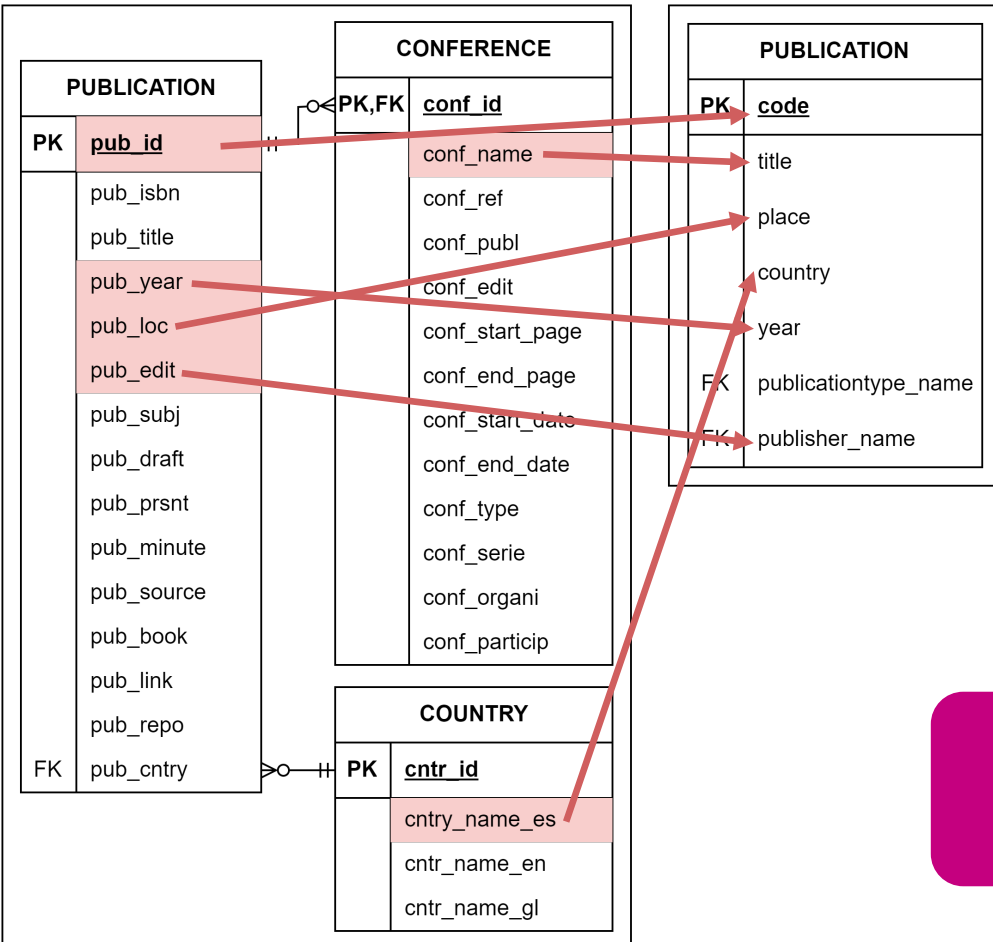 PUBLICATION
PK pub_id
pub_isbn
pub_title
pub_year
pub_loc
pub_edit
pub_subj
pub_draft
pub_prsnt
pub_minute
pub_source
pub_book
pub_link
pub_repo
FK pub_cntry
CONFERENCE
PK,FK conf_id
conf_name
conf_ref
conf_publ
conf_edit
conf_start_page
conf_end_page
conf_start_date
conf_end_date
conf_type
conf_serie
conf_organi
conf_particip
COUNTRY
PK cntr_id
cntry_name_es
cntr_name_en
cntr_name_gl
PUBLICATION
PK code
title
place
country
year
FK publicationtype_name
FK publisher_name